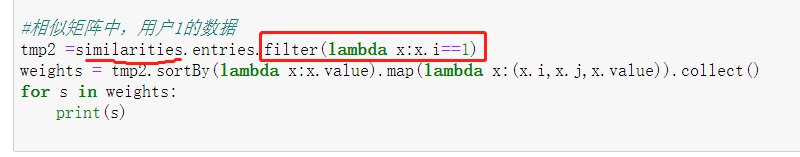 #相似矩阵中，用户1的数据
tmp2 =similarities.entries.filter(lambda x:x.i==1)
weights = tmp2.sortBy(lambda x:x.value).map(lambda x:(x.i,x.j,x.value)).collect()
for s in weights:
    print(s)